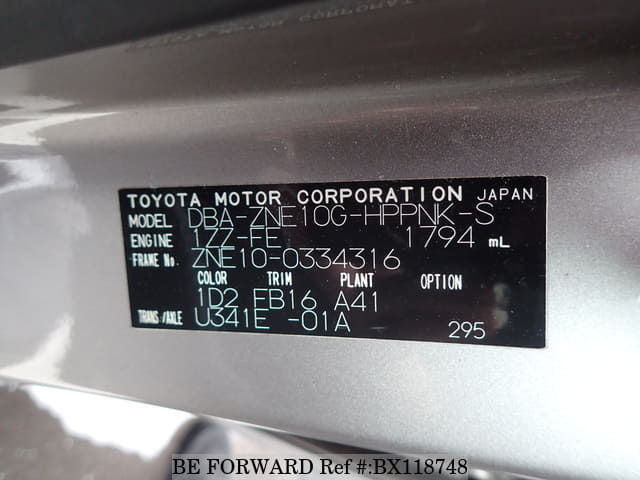 TOYOTA MOTOR CORPORATION JAPAN
MODEL DBA-ZNE10G-HPPNK-S
ENGINE 1ZZ-FE 1794 mL
FRAME No. ZNE10-0334316
COLOR TRIM PLANT OPTION
1D2 FB16 A41
TRANS./AXLE U341E -01A 295
BE FORWARD Ref #:BX118748